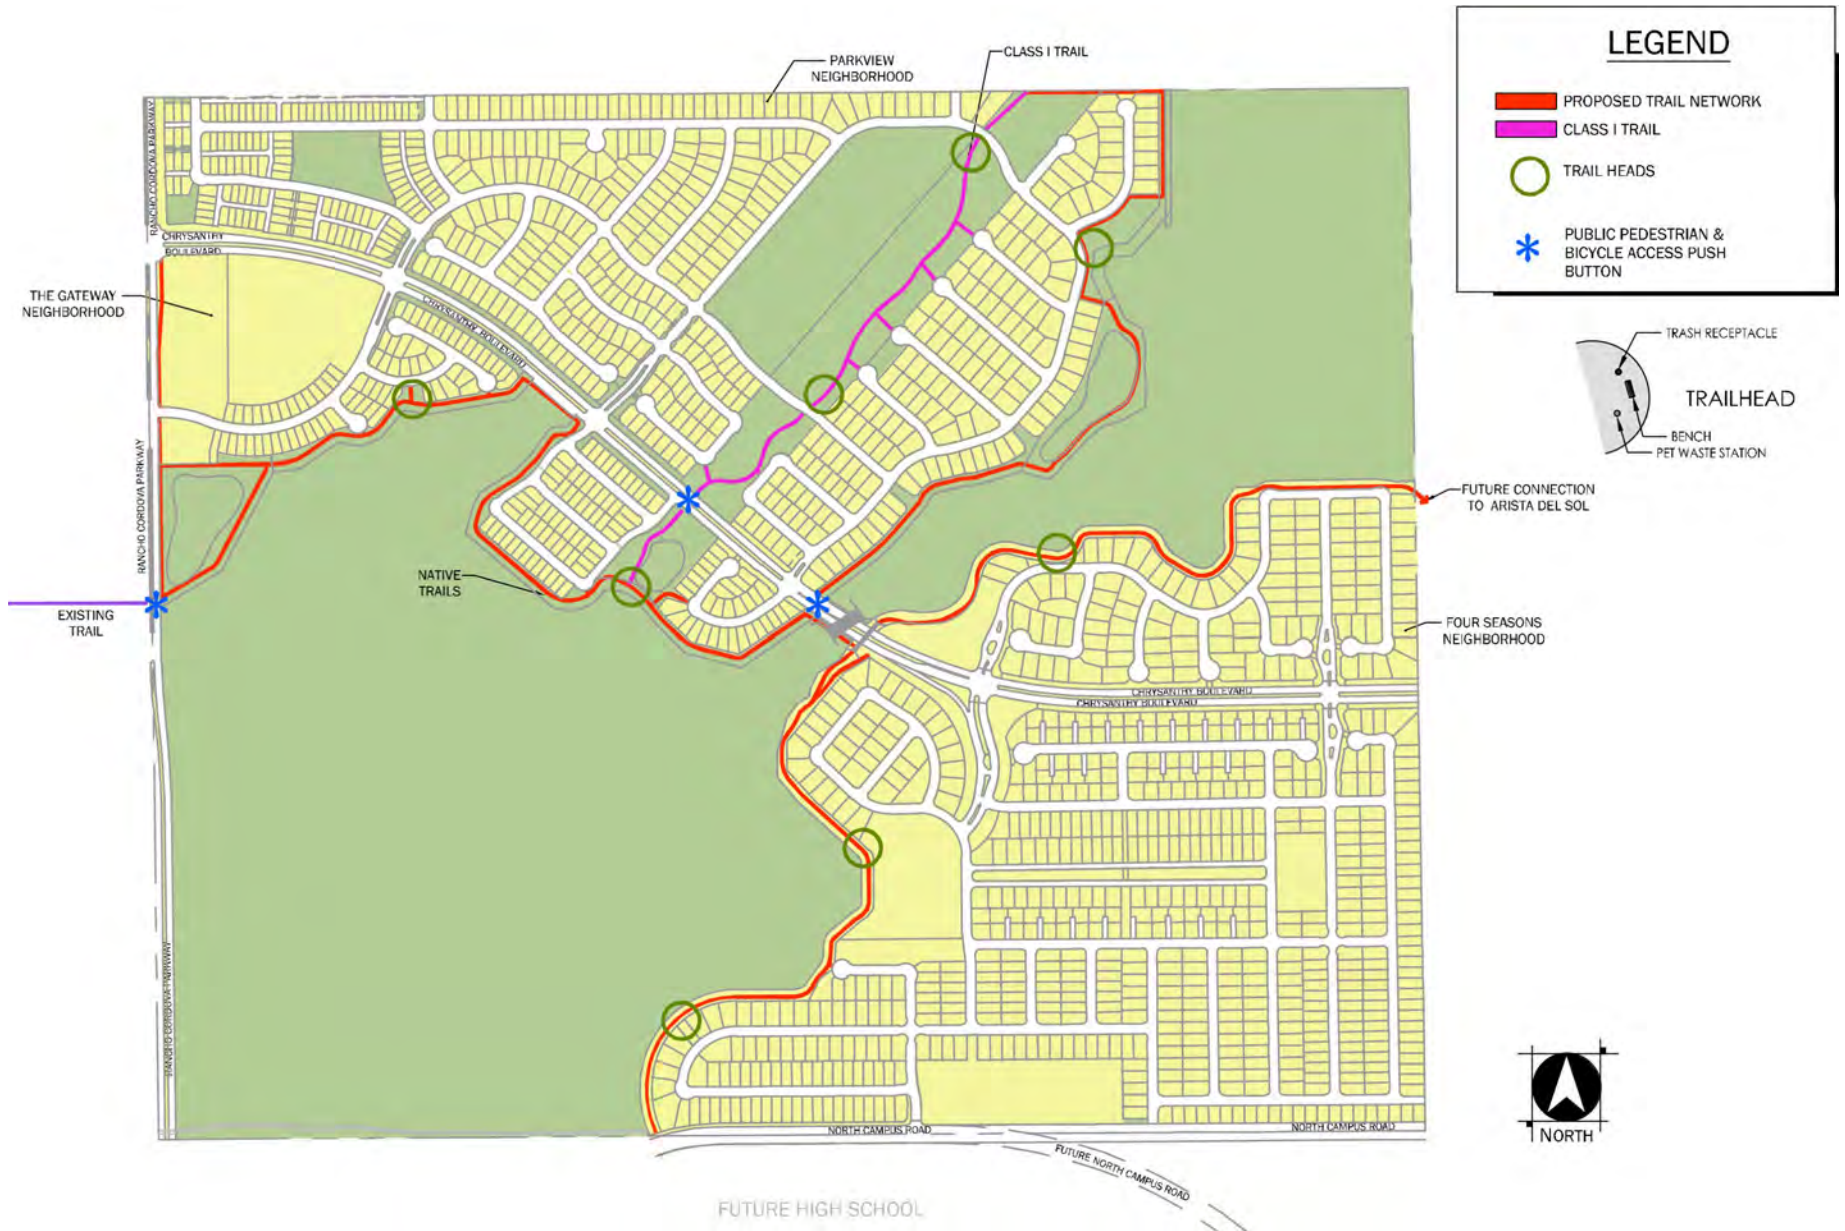 LEGEND
PROPOSED TRAIL NETWORK
CLASS I TRAIL
TRAIL HEADS
PUBLIC PEDESTRIAN &
BICYCLE ACCESS PUSH
BUTTON
TRASH RECEPTACLE
TRAILHEAD
BENCH
PET WASTE STATION
CLASS I TRAIL
PARKVIEW
NEIGHBORHOOD
RANCHO CORDOVA PARKWAY
CHRYSANTHY
BOULEVARD
THE GATEWAY
NEIGHBORHOOD
CHRYSANTHY BOULEVARD
RANCHO CORDOVA PARKWAY
FUTURE CONNECTION
TO ARISTA DEL SOL
NATIVE
TRAILS
EXISTING
TRAIL
FOUR SEASONS
NEIGHBORHOOD
CHRYSANTHY BOULEVARD
CHRYSANTHY BOULEVARD
RANCHO CORDOVA PARKWAY
NORTH CAMPUS ROAD
NORTH CAMPUS ROAD
FUTURE NORTH CAMPUS ROAD
FUTURE HIGH SCHOOL
NORTH